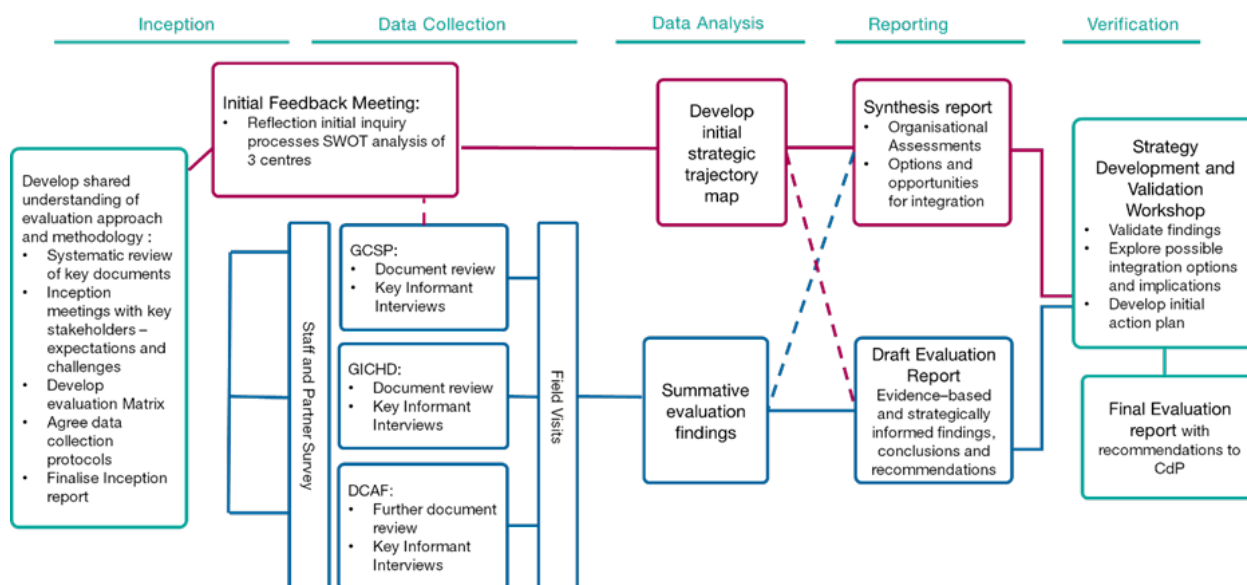 Inception
Data Collection
Data Analysis
Reporting
Verification
Develop shared
understanding of
evaluation approach
and methodology :
• Systematic review
of key documents
• Inception
meetings with key
stakeholders –
expectations and
challenges
• Develop
evaluation Matrix
• Agree data
collection
protocols
• Finalise Inception
report
Initial Feedback Meeting:
• Reflection initial inquiry
processes SWOT analysis of
3 centres
Staff and Partner Survey
GCSP:
• Document review
• Key Informant
Interviews
GICHD:
• Document review
• Key Informant
Interviews
DCAF:
• Further document
review
• Key Informant
Interviews
Field Visits
Develop
initial
strategic
trajectory
map
Summative
evaluation
findings
Synthesis report
• Organisational
Assessments
• Options and
opportunities
for integration
Draft Evaluation
Report
Evidence–based
and strategically
informed findings,
conclusions and
recommendations
Strategy
Development and
Validation
Workshop
• Validate findings
• Explore possible
integration options
and implications
• Develop initial
action plan
Final Evaluation
report with
recommendations to
CdP